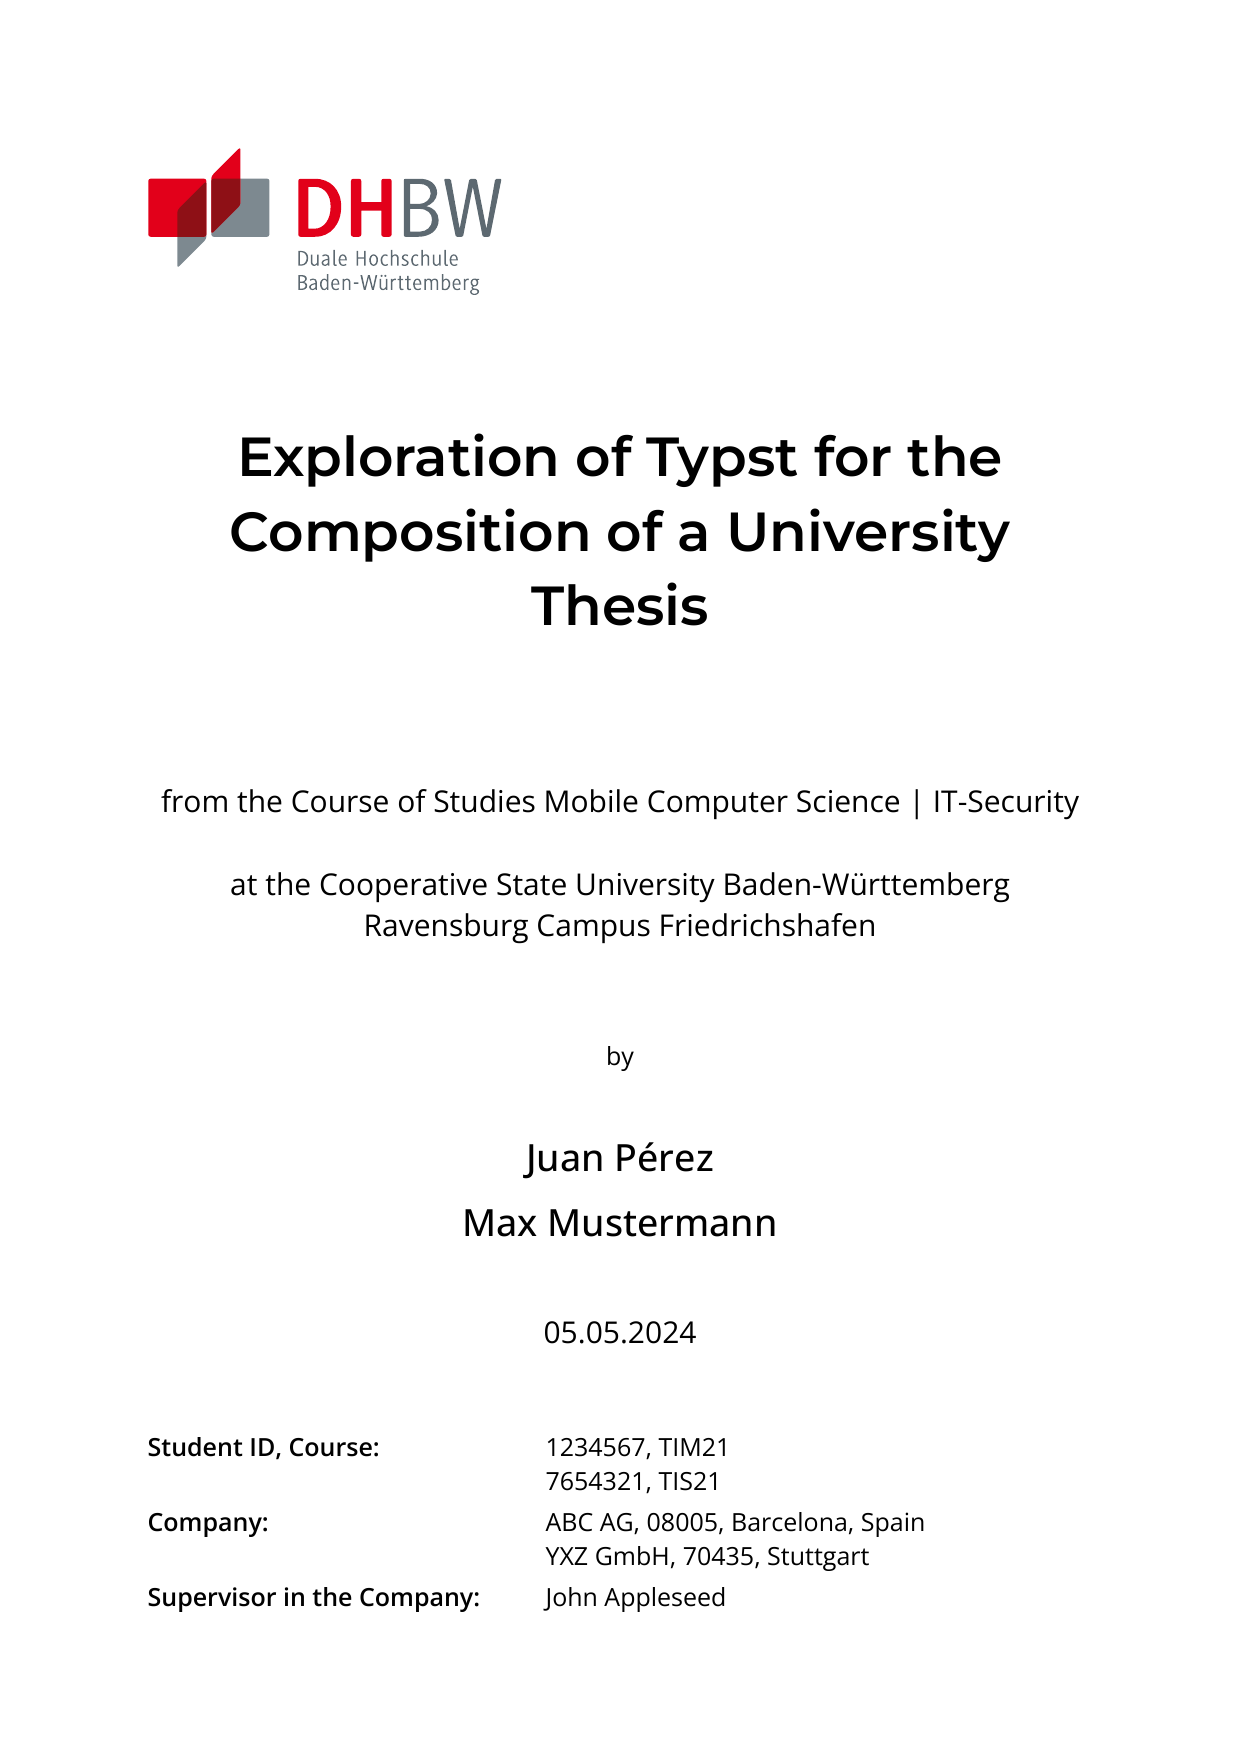 DHBW
Duale Hochschule
Baden-Württemberg
Exploration of Typst for the
Composition of a University
Thesis
from the Course of Studies Mobile Computer Science | IT-Security
at the Cooperative State University Baden-Württemberg
Ravensburg Campus Friedrichshafen
by
Juan Pérez
Max Mustermann
05.05.2024
Student ID, Course: 1234567, TIM21
7654321, TIS21
Company: ABC AG, 08005, Barcelona, Spain
YXZ GmbH, 70435, Stuttgart
Supervisor in the Company: John Appleseed